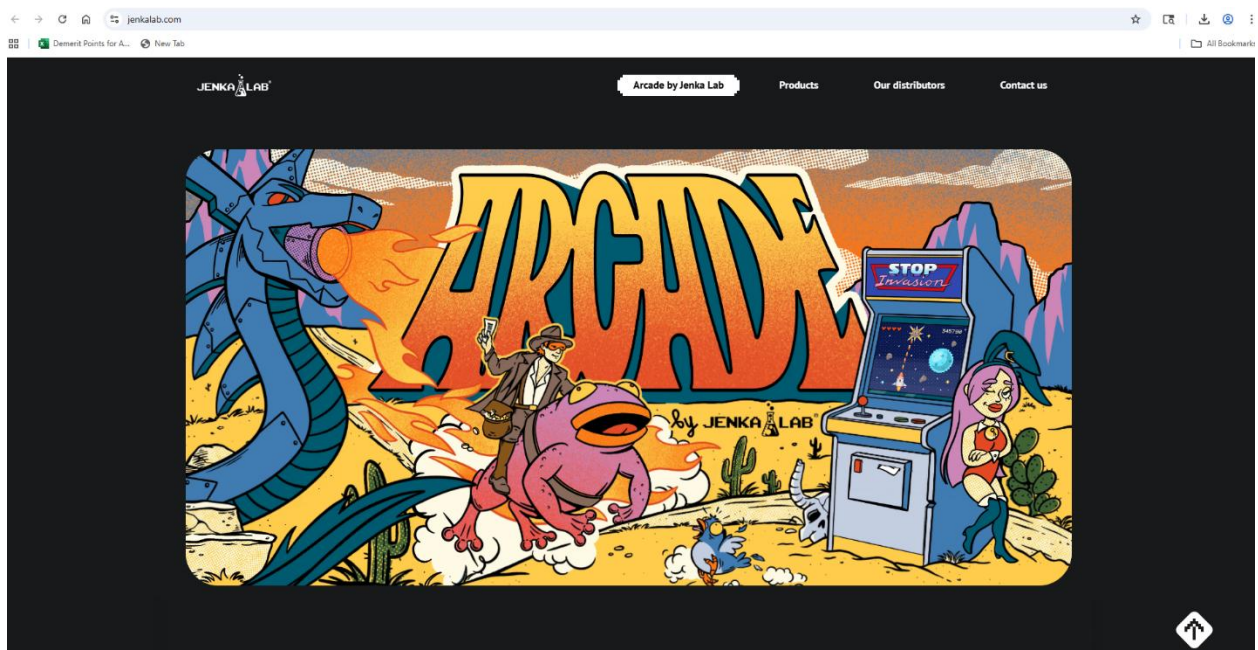 jenkalab.com
Demerit Points for A...
New Tab
All Bookmarks
JENKA LAB
Arcade by Jenka Lab
Products
Our distributors
Contact us
ARCADE
by JENKA LAB
STOP
Invasion
345760